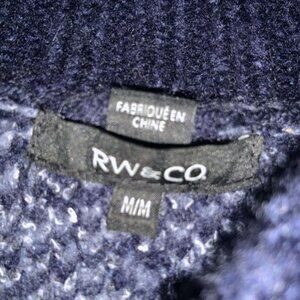 FABRIQUÉ EN
CHINE
RW&CO.
M/M